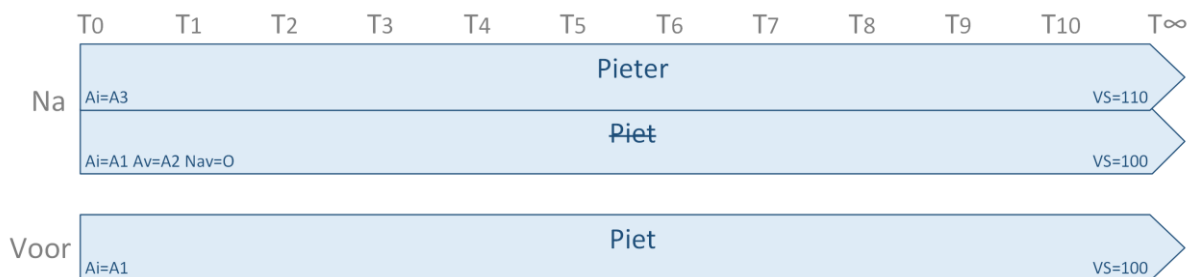 T0 T1 T2 T3 T4 T5 T6 T7 T8 T9 T10 T∞
Pieter
Na
Ai=A3 VS=110
Piet
Ai=A1 Av=A2 Nav=O VS=100
Piet
Voor
Ai=A1 VS=100